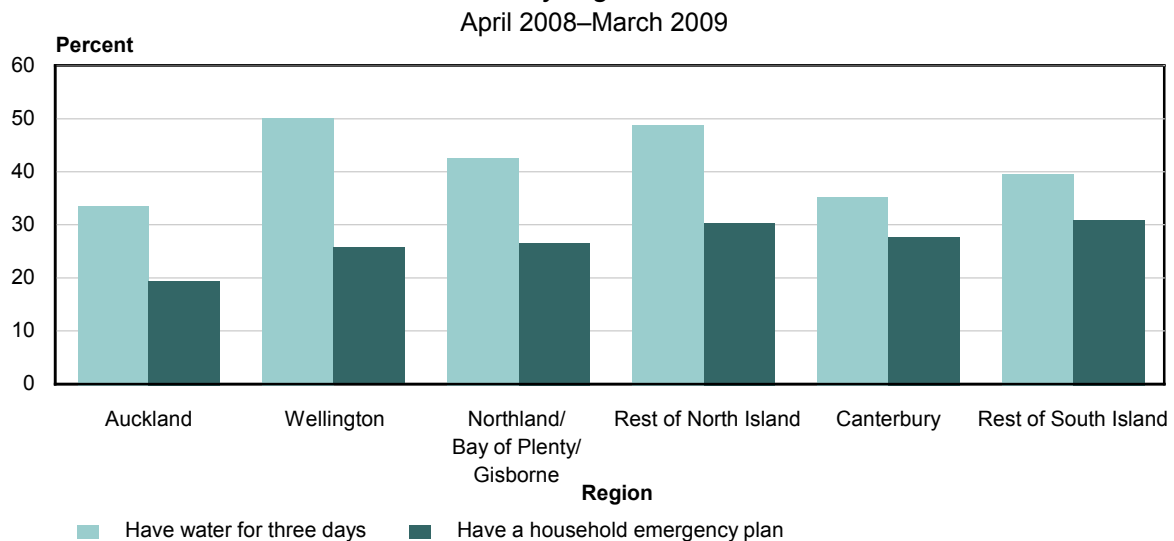 April 2008–March 2009
Percent
60
50
40
30
20
10
0
Auckland
Wellington
Northland/
Bay of Plenty/
Gisborne
Rest of North Island
Canterbury
Rest of South Island
Region
Have water for three days
Have a household emergency plan